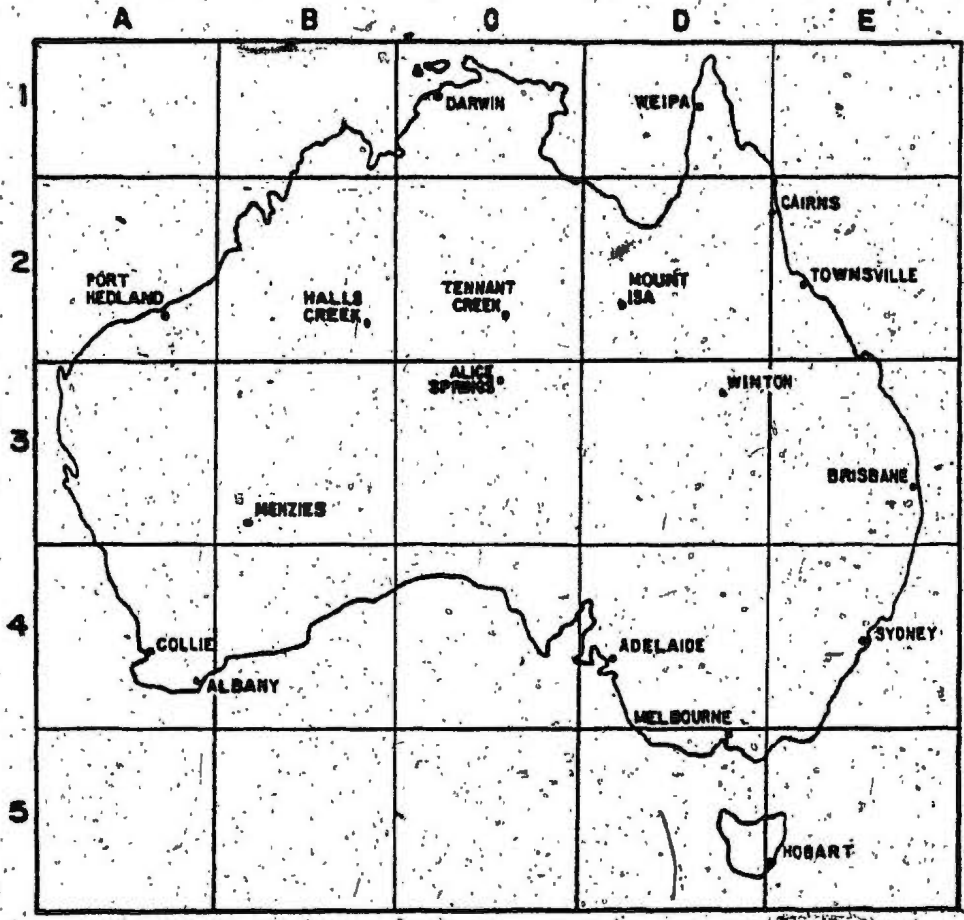 A B C D E
1
DARWIN
WEIPA
CAIRNS
2
PORT
HEDLAND
HALLS
CREEK
TENNANT
CREEK
MOUNT
ISA
TOWNSVILLE
ALICE
SPRINGS
WINTON
3
BRISBANE
MENZIES
4
COLLIE
ALBANY
ADELAIDE
SYDNEY
MELBOURNE
5
HOBART